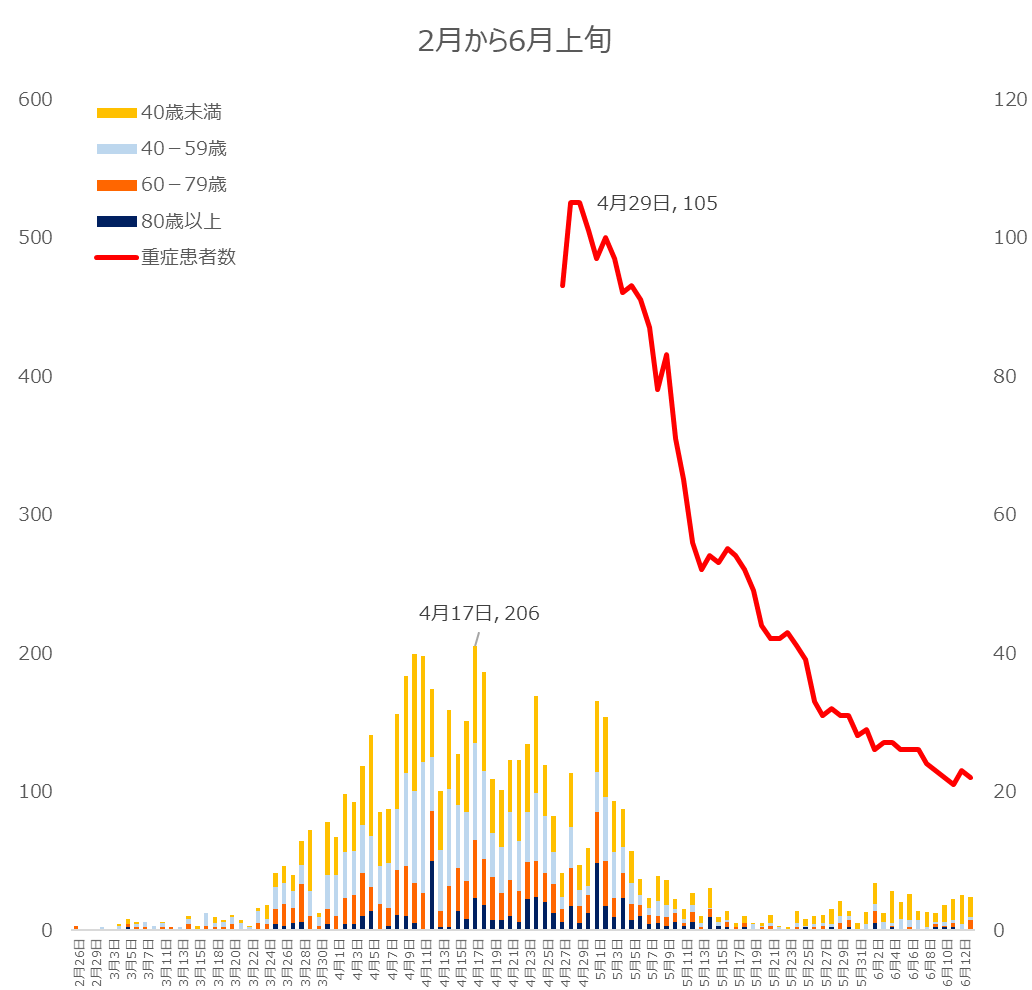 2月から6月上旬
600
500
400
300
200
100
0
120
100
80
60
40
20
0
40歳未満
40－59歳
60－79歳
80歳以上
重症患者数
4月29日, 105
4月17日, 206
2月26日
2月29日
3月3日
3月5日
3月7日
3月11日
3月13日
3月15日
3月18日
3月20日
3月22日
3月24日
3月26日
3月28日
3月30日
4月1日
4月3日
4月5日
4月7日
4月9日
4月11日
4月13日
4月15日
4月17日
4月19日
4月21日
4月23日
4月25日
4月27日
4月29日
5月1日
5月3日
5月5日
5月7日
5月9日
5月11日
5月13日
5月15日
5月17日
5月19日
5月21日
5月23日
5月25日
5月27日
5月29日
5月31日
6月2日
6月4日
6月6日
6月8日
6月10日
6月12日